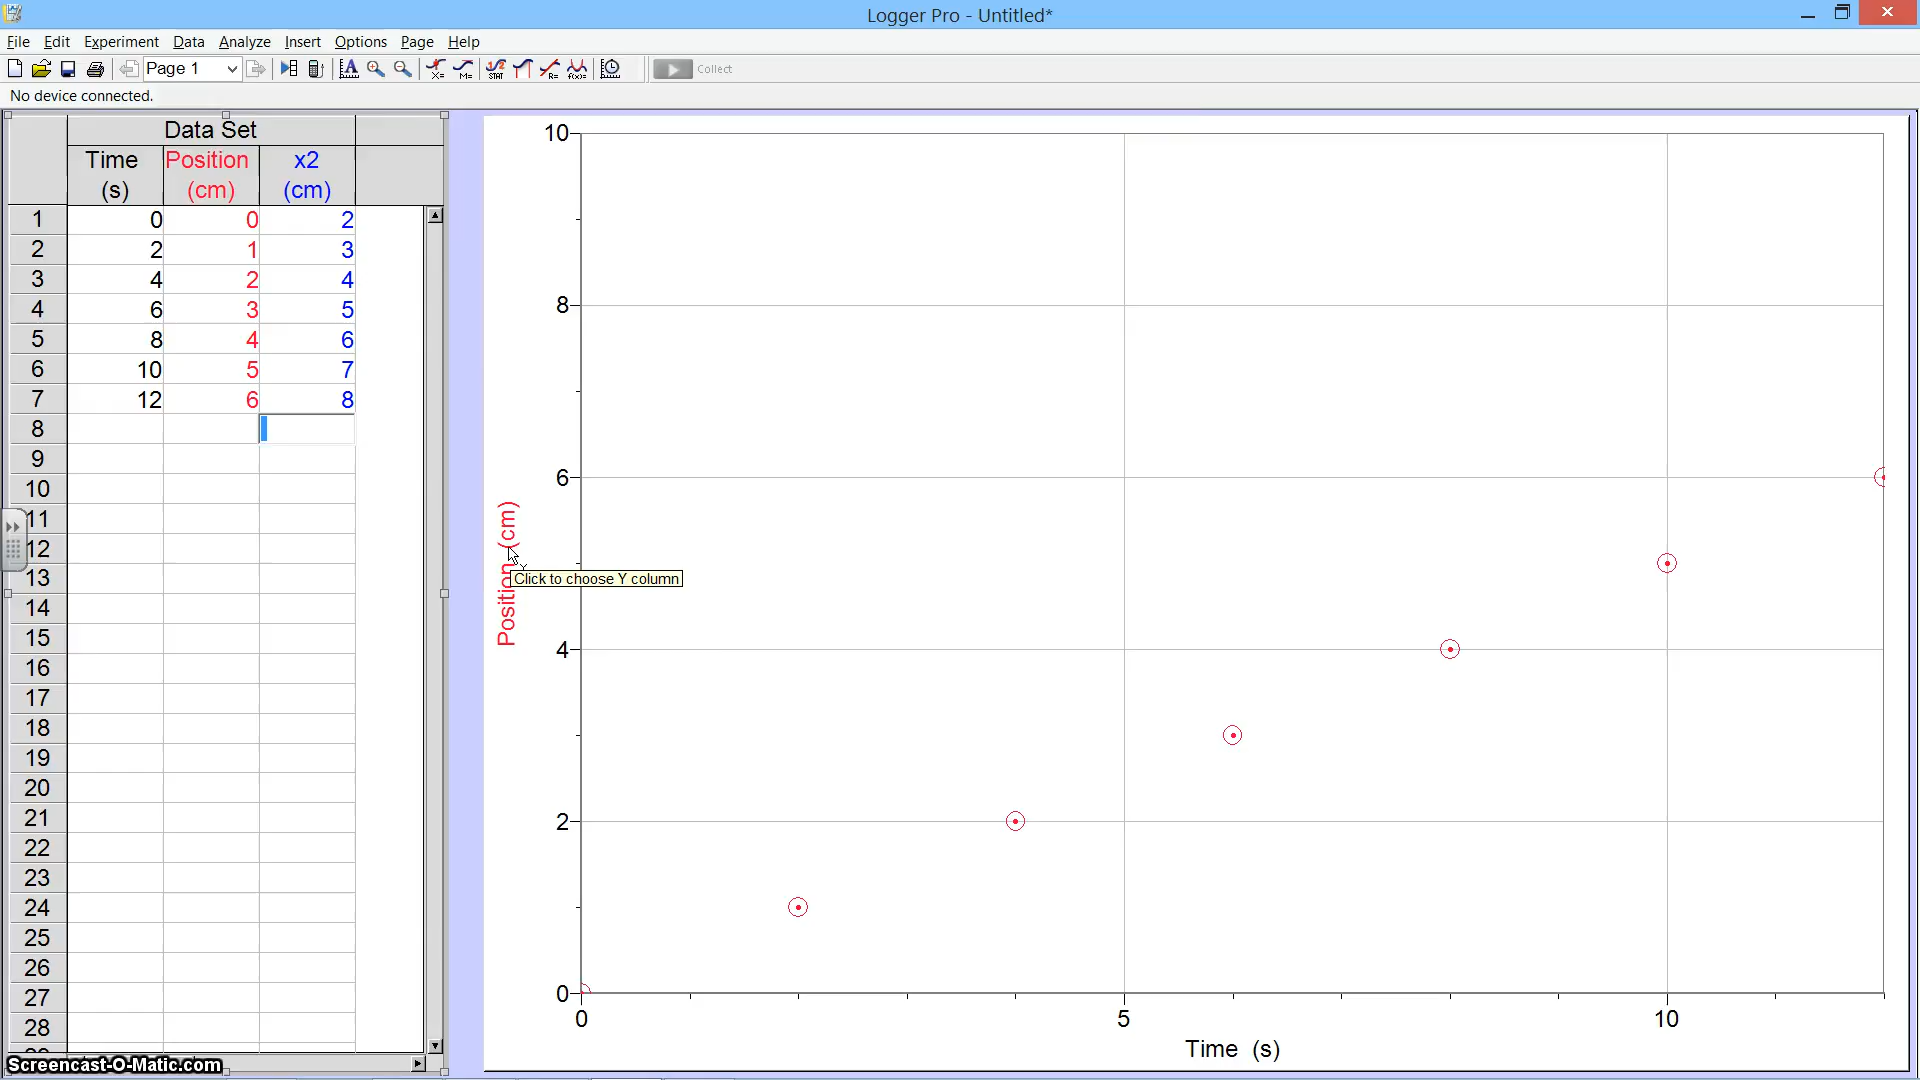 Logger Pro - Untitled*
File Edit Experiment Data Analyze Insert Options Page Help
Page 1 Collect
No device connected.
Data Set
Time Position x2
(s) (cm) (cm)
1 0 0 2
2 2 1 3
3 4 2 4
4 6 3 5
5 8 4 6
6 10 5 7
7 12 6 8
8
9
10
11
12
13
14
15
16
17
18
19
20
21
22
23
24
25
26
27
28
Screencast-O-Matic.com
10
8
6
4
2
0
Position (cm)
Click to choose Y column
0 5 10
Time (s)